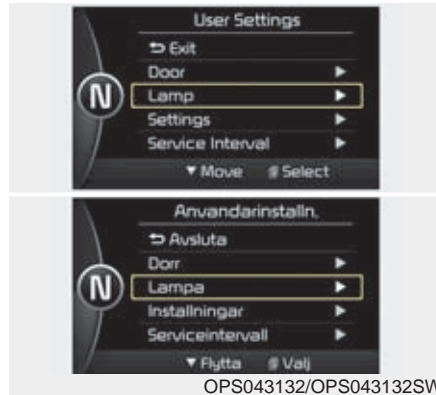 User Settings
⮌ Exit
Door ▶
Lamp ▶
N
Settings ▶
Service Interval ▶
▼ Move Select
Anvandarinstalln.
⮌ Avsluta
Dorr ▶
Lampa ▶
N
Installningar ▶
Serviceintervall ▶
▼ Flytta Valj
OPS043132/OPS043132SW